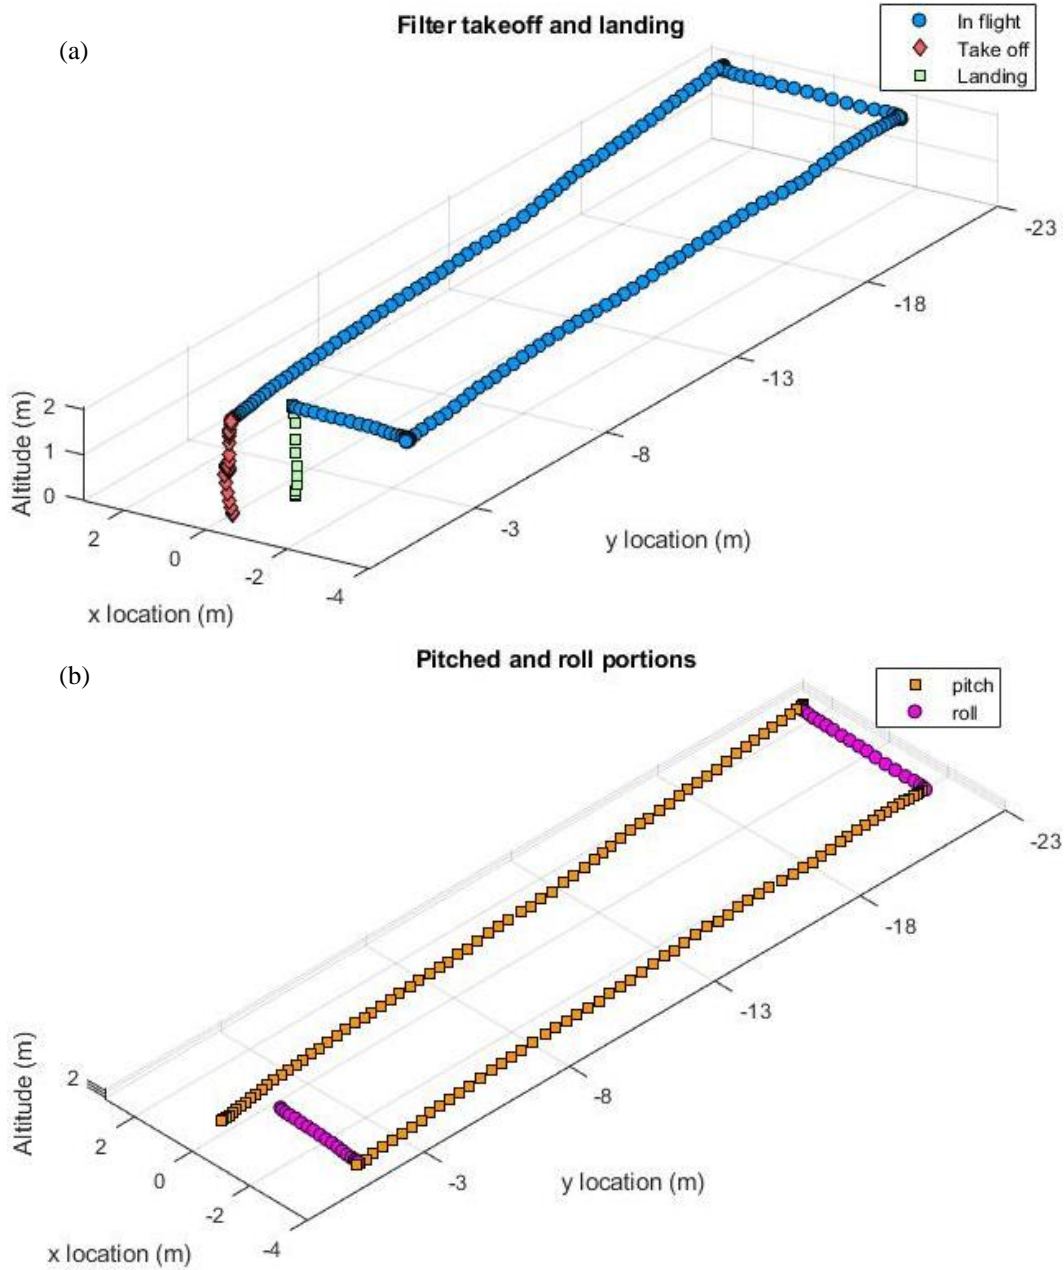 Filter takeoff and landing
(a)
In flight
Take off
Landing
-23
-18
-13
-8
-3
y location (m)
2
1
0
Altitude (m)
2
0
-2
-4
x location (m)
Pitched and roll portions
(b)
pitch
roll
-23
-18
-13
-8
-3
y location (m)
2
Altitude (m)
2
0
-2
-4
x location (m)